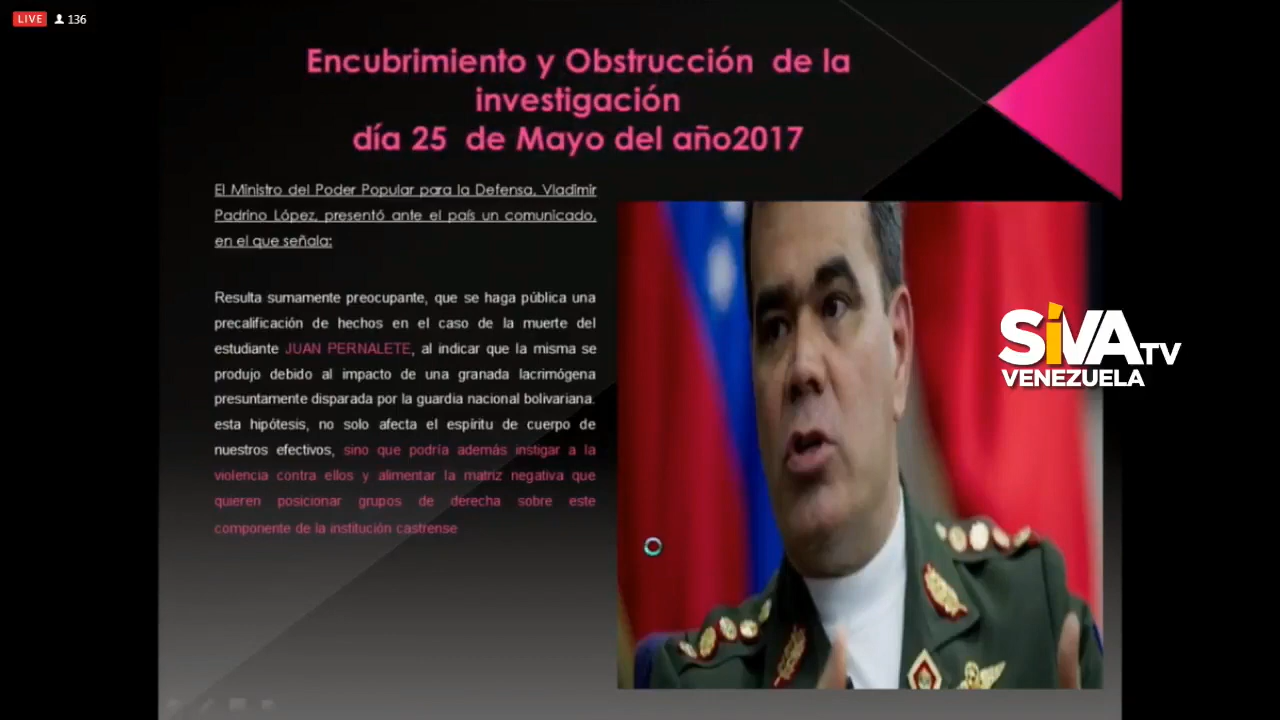 LIVE 136
Encubrimiento y Obstrucción de la
investigación
día 25 de Mayo del año2017
El Ministro del Poder Popular para la Defensa, Vladimir
Padrino López, presentó ante el país un comunicado,
en el que señala:
Resulta sumamente preocupante, que se haga pública una
precalificación de hechos en el caso de la muerte del
estudiante JUAN PERNALETE, al indicar que la misma se
produjo debido al impacto de una granada lacrimógena
presuntamente disparada por la guardia nacional bolivariana.
esta hipótesis, no solo afecta el espíritu de cuerpo de
nuestros efectivos, sino que podría además instigar a la
violencia contra ellos y alimentar la matriz negativa que
quieren posicionar grupos de derecha sobre este
componente de la institución castrense
SíVA TV
VENEZUELA